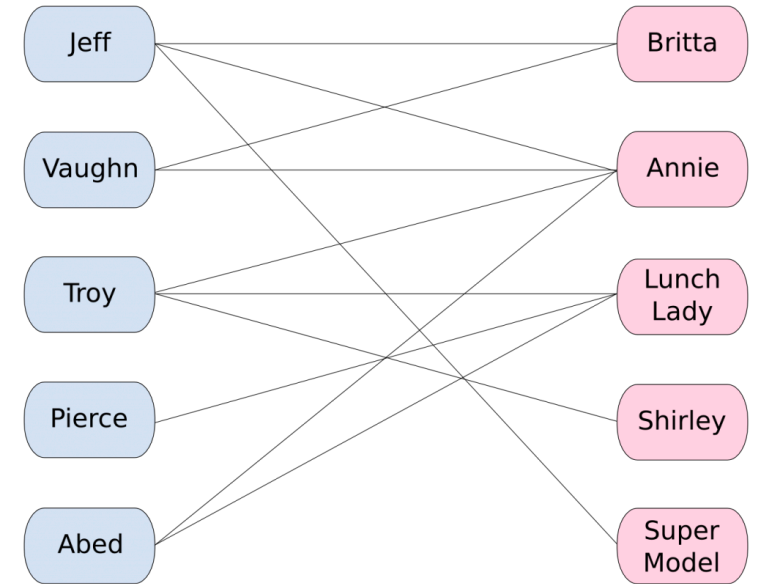 Jeff
Britta
Vaughn
Annie
Troy
Lunch
Lady
Pierce
Shirley
Abed
Super
Model